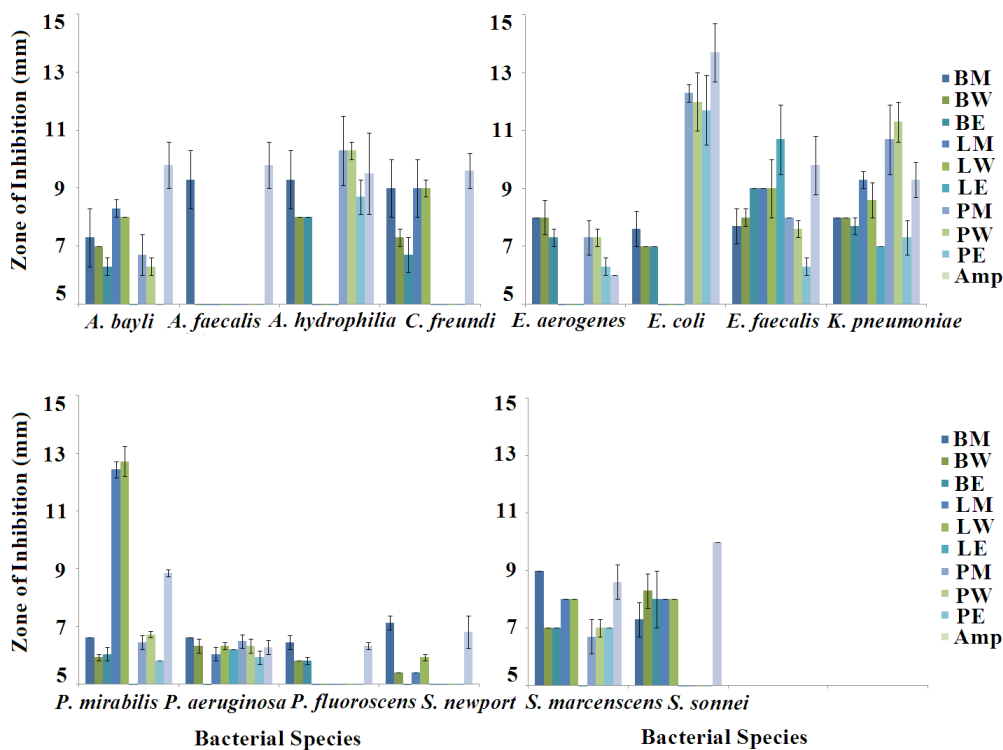 Zone of Inhibition (mm)
15
13
11
9
7
5
A. bayli A. faecalis A. hydrophilia C. freundi
15
13
11
9
7
5
E. aerogenes E. coli E. faecalis K. pneumoniae
BM
BW
BE
LM
LW
LE
PM
PW
PE
Amp
Zone of Inhibition (mm)
15
13
11
9
7
5
P. mirabilis P. aeruginosa P. fluoroscens S. newport
Bacterial Species
15
13
11
9
7
5
S. marcenscens S. sonnei
Bacterial Species
BM
BW
BE
LM
LW
LE
PM
PW
PE
Amp